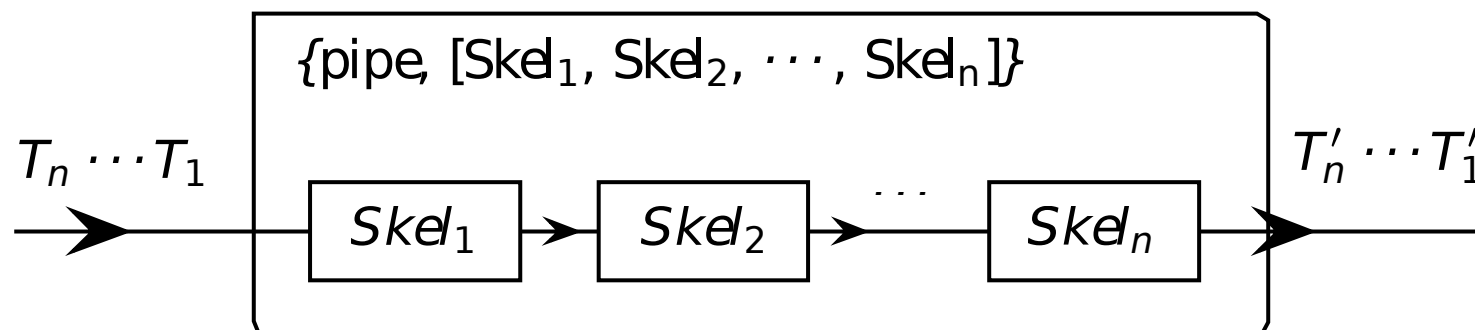 {pipe, [Skel₁, Skel₂, ···, Skelₙ]}
Tₙ ··· T₁
T′ₙ ··· T′₁
Skel₁
Skel₂
...
Skelₙ